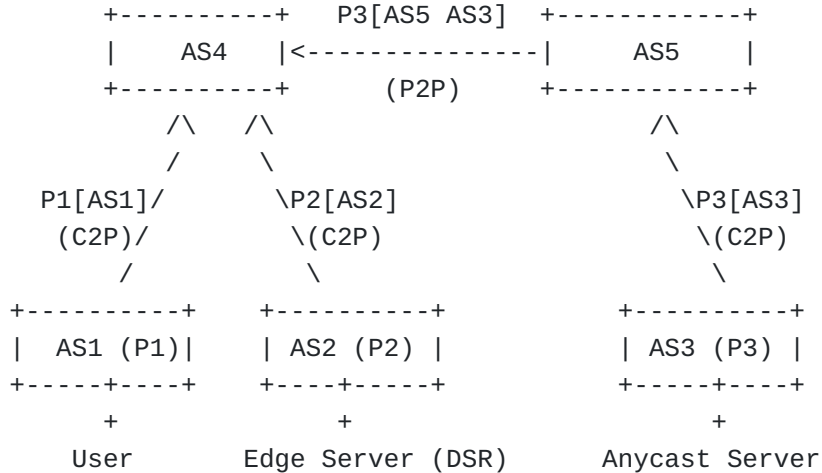 +----------+ P3[AS5 AS3] +------------+
| AS4 |<---------------| AS5 |
+----------+ (P2P) +------------+
/\ /\ /\
/ \ \
P1[AS1]/ \P2[AS2] \P3[AS3]
(C2P)/ \(C2P) \(C2P)
/ \ \
+----------+ +----------+ +----------+
| AS1 (P1)| | AS2 (P2) | | AS3 (P3) |
+-----+----+ +----+-----+ +-----+----+
+ + +
User Edge Server (DSR) Anycast Server